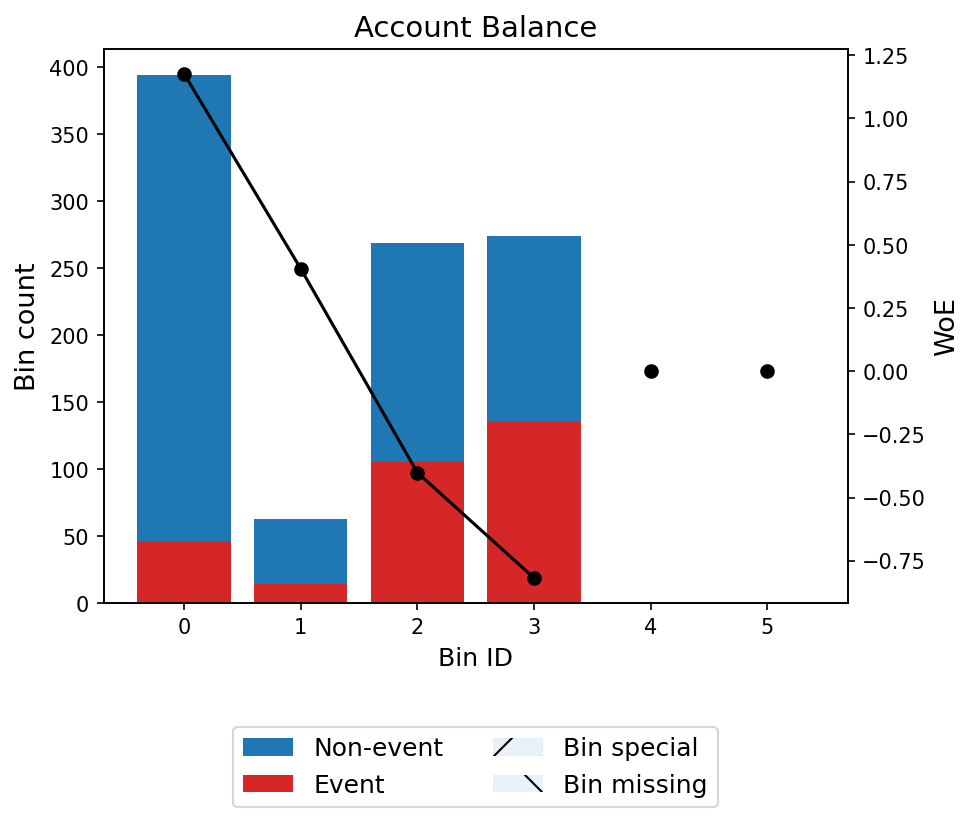 Account Balance
400
350
300
250
200
150
100
50
0
Bin count
1.25
1.00
0.75
0.50
0.25
0.00
−0.25
−0.50
−0.75
WoE
0 1 2 3 4 5
Bin ID
Non-event
Event
Bin special
Bin missing